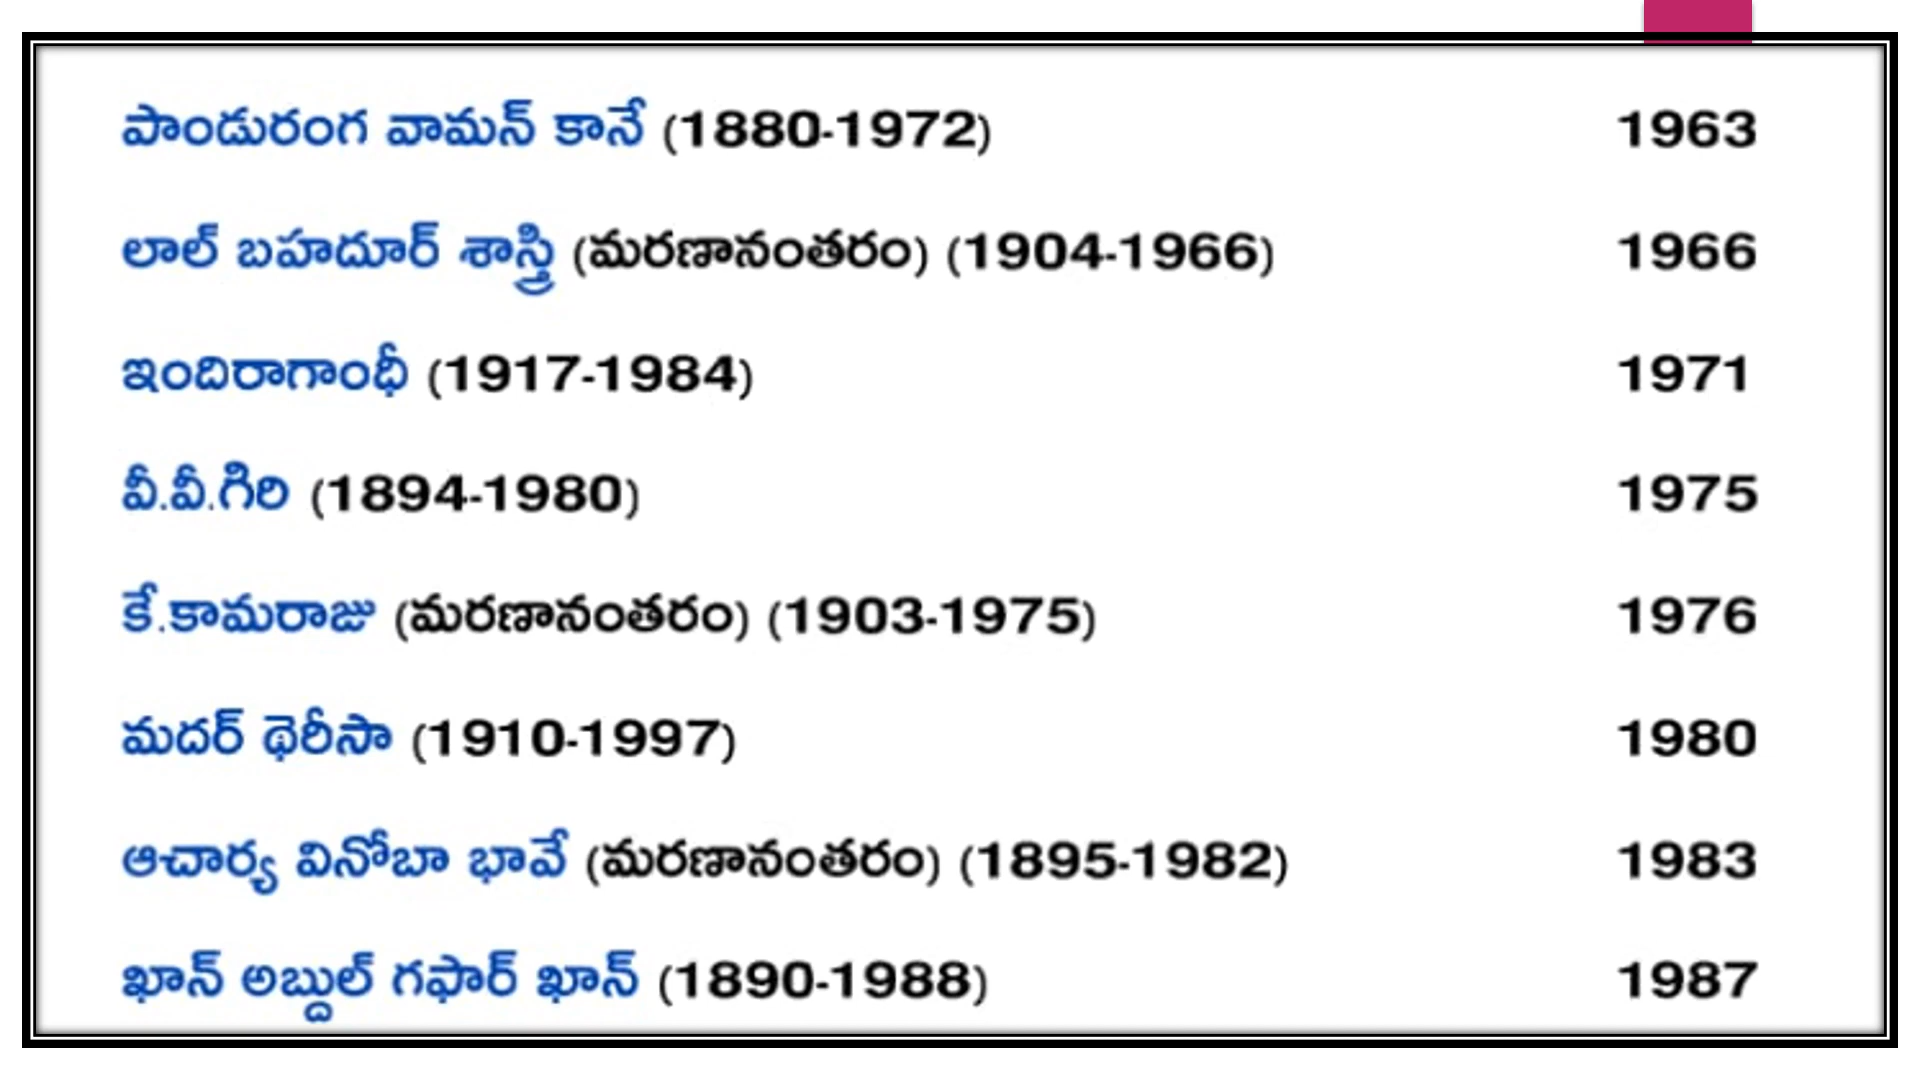 పాండురంగ వామన్ కానే (1880-1972) 1963
లాల్ బహదూర్ శాస్త్రి (మరణానంతరం) (1904-1966) 1966
ఇందిరాగాంధీ (1917-1984) 1971
వీ.వీ.గిరి (1894-1980) 1975
కే.కామరాజు (మరణానంతరం) (1903-1975) 1976
మదర్ థెరీసా (1910-1997) 1980
ఆచార్య వినోబా భావే (మరణానంతరం) (1895-1982) 1983
ఖాన్ అబ్దుల్ గఫార్ ఖాన్ (1890-1988) 1987